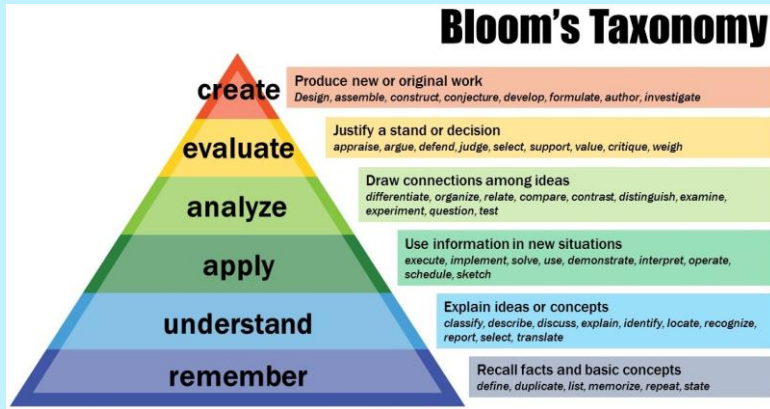 Bloom's Taxonomy
create
Produce new or original work
Design, assemble, construct, conjecture, develop, formulate, author, investigate
evaluate
Justify a stand or decision
appraise, argue, defend, judge, select, support, value, critique, weigh
analyze
Draw connections among ideas
differentiate, organize, relate, compare, contrast, distinguish, examine,
experiment, question, test
apply
Use information in new situations
execute, implement, solve, use, demonstrate, interpret, operate,
schedule, sketch
understand
Explain ideas or concepts
classify, describe, discuss, explain, identify, locate, recognize,
report, select, translate
remember
Recall facts and basic concepts
define, duplicate, list, memorize, repeat, state